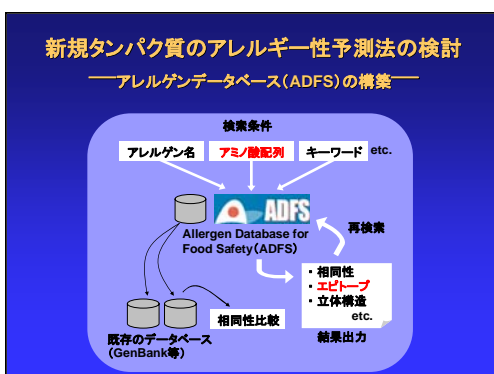 新規タンパク質のアレルギー性予測法の検討
──アレルゲンデータベース(ADFS)の構築──
検索条件
アレルゲン名
アミノ酸配列
キーワード
etc.
ADFS
Allergen Database for
Food Safety(ADFS)
再検索
・相同性
・エピトープ
・立体構造
etc.
結果出力
相同性比較
既存のデータベース
(GenBank等)